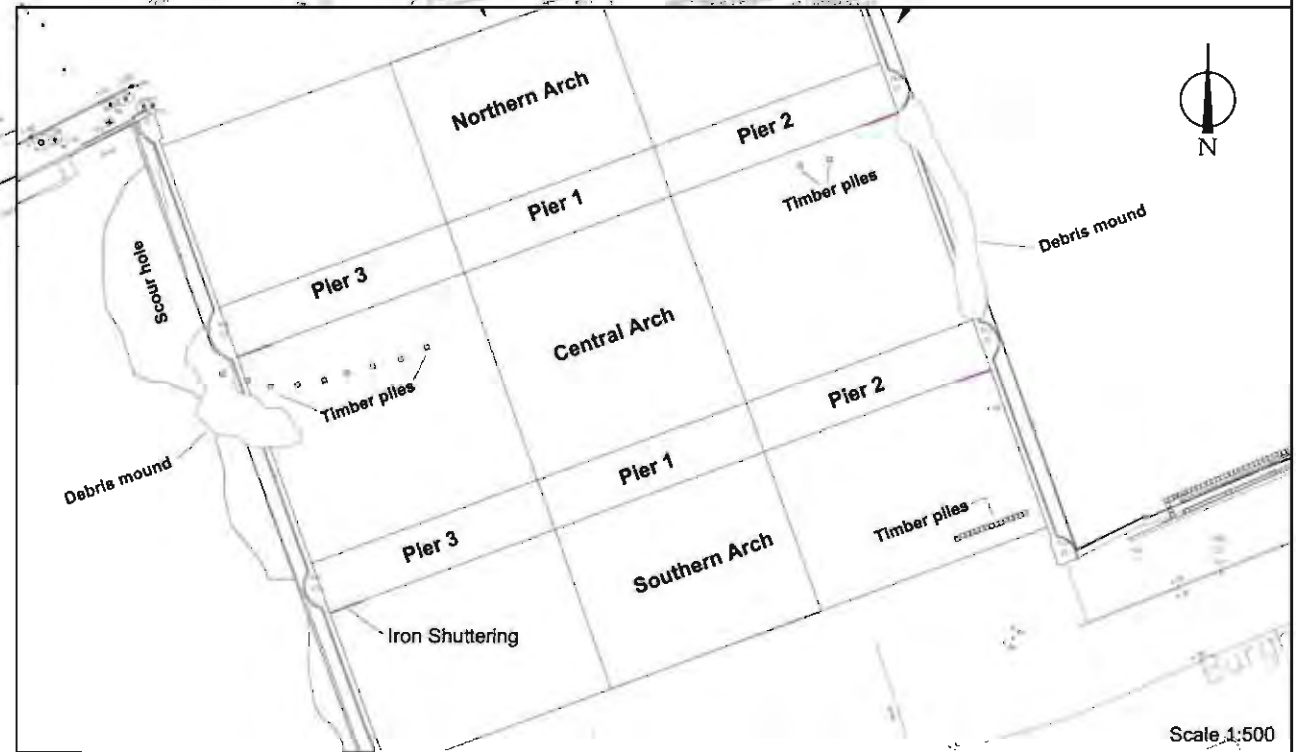 Northern Arch
Pier 2
Timber piles
Debris mound
Pier 1
Scour hole
Pier 3
Central Arch
Timber piles
Pier 2
Debris mound
Pier 1
Timber piles
Pier 3
Southern Arch
Iron Shuttering
N
Scale 1:500